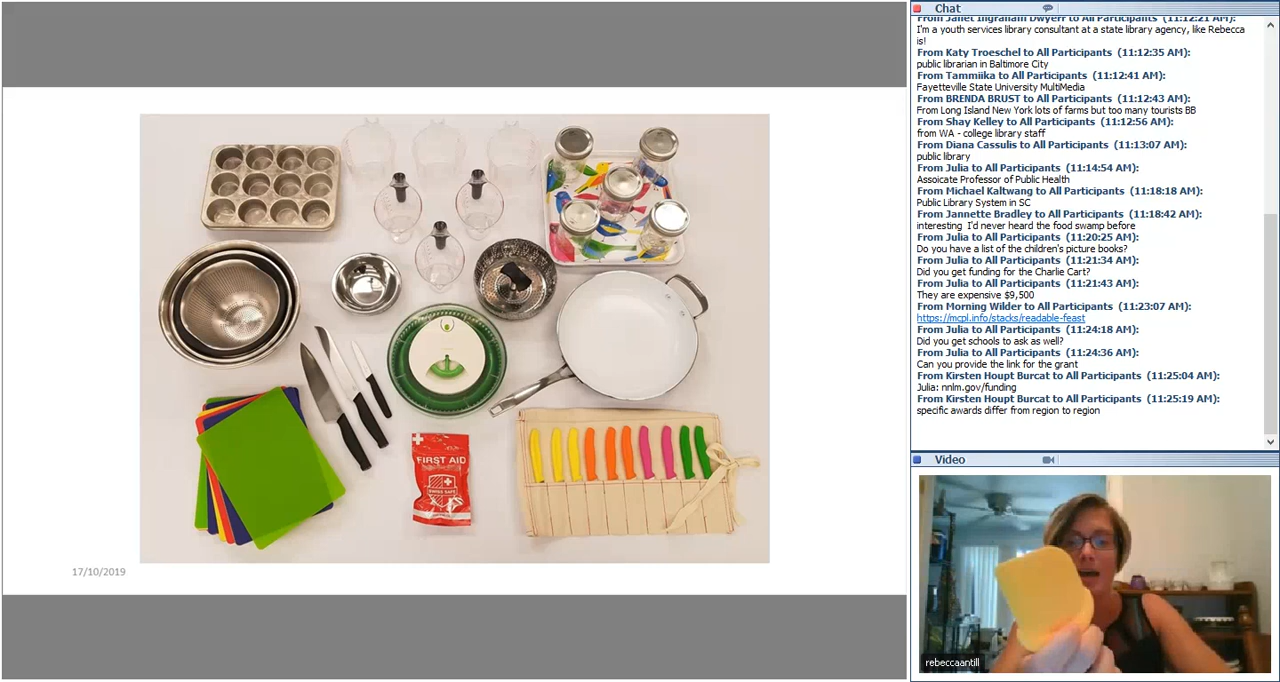 FIRST AID
SWISS SAFE
17/10/2019
Chat
From Janet Ingraham Dwyerr to All Participants (11:12:21 AM):
I'm a youth services library consultant at a state library agency, like Rebecca
is!
From Katy Troeschel to All Participants (11:12:35 AM):
public librarian in Baltimore City
From Tammiika to All Participants (11:12:41 AM):
Fayetteville State University MultiMedia
From BRENDA BRUST to All Participants (11:12:43 AM):
From Long Island New York lots of farms but too many tourists BB
From Shay Kelley to All Participants (11:12:56 AM):
from WA - college library staff
From Diana Cassulis to All Participants (11:13:07 AM):
public library
From Julia to All Participants (11:14:54 AM):
Assoicate Professor of Public Health
From Michael Kaltwang to All Participants (11:18:18 AM):
Public Library System in SC
From Jannette Bradley to All Participants (11:18:42 AM):
interesting I'd never heard the food swamp before
From Julia to All Participants (11:20:25 AM):
Do you have a list of the children's picture books?
From Julia to All Participants (11:21:34 AM):
Did you get funding for the Charlie Cart?
From Julia to All Participants (11:21:43 AM):
They are expensive $9,500
From Morning Wilder to All Participants (11:23:07 AM):
https://mcpl.info/stacks/readable-feast
From Julia to All Participants (11:24:18 AM):
Did you get schools to ask as well?
From Julia to All Participants (11:24:36 AM):
Can you provide the link for the grant
From Kirsten Houpt Burcat to All Participants (11:25:04 AM):
Julia: nnlm.gov/funding
From Kirsten Houpt Burcat to All Participants (11:25:19 AM):
specific awards differ from region to region
Video
rebeccaantill